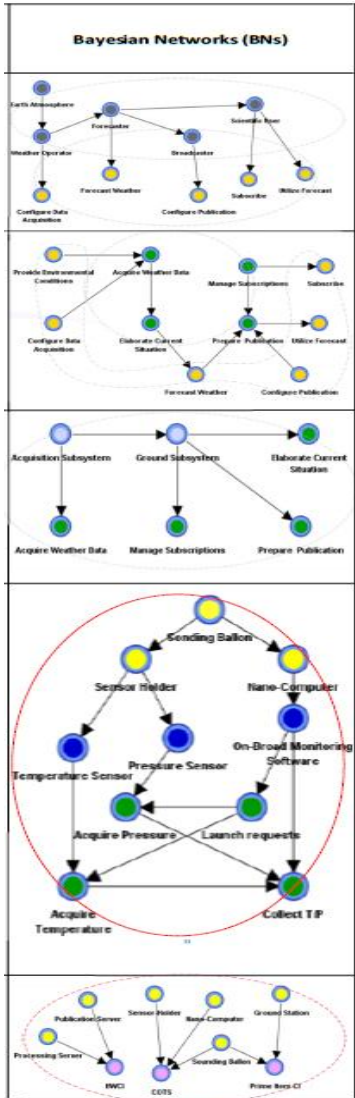 Bayesian Networks (BNs)
Earth Atmosphere
Forecaster
Scientific User
Weather Operator
Broadcaster
Forecast Weather
Subscribe
Utilize Forecast
Configure Data
Acquisition
Configure Publication
Provide Environmental
Conditions
Acquire Weather Data
Manage Subscriptions
Subscribe
Configure Data
Acquisition
Elaborate Current
Situation
Prepare Publication
Utilize Forecast
Forecast Weather
Configure Publication
Acquisition Subsystem
Ground Subsystem
Elaborate Current
Situation
Acquire Weather Data
Manage Subscriptions
Prepare Publication
Sonding Ballon
Sensor Holder
Nano-Computer
Temperature Sensor
Pressure Sensor
On-Broad Monitoring
Software
Acquire Pressure
Launch requests
Acquire
Temperature
Collect T/P
Publication Server
Sensor-Holder
Nano-Computer
Ground Station
Processing Server
Sounding Ballon
HWCI
COTS
Prime Item-CI